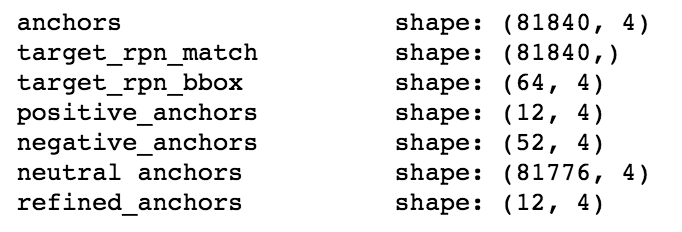 anchors shape: (81840, 4)
target_rpn_match shape: (81840,)
target_rpn_bbox shape: (64, 4)
positive_anchors shape: (12, 4)
negative_anchors shape: (52, 4)
neutral anchors shape: (81776, 4)
refined_anchors shape: (12, 4)